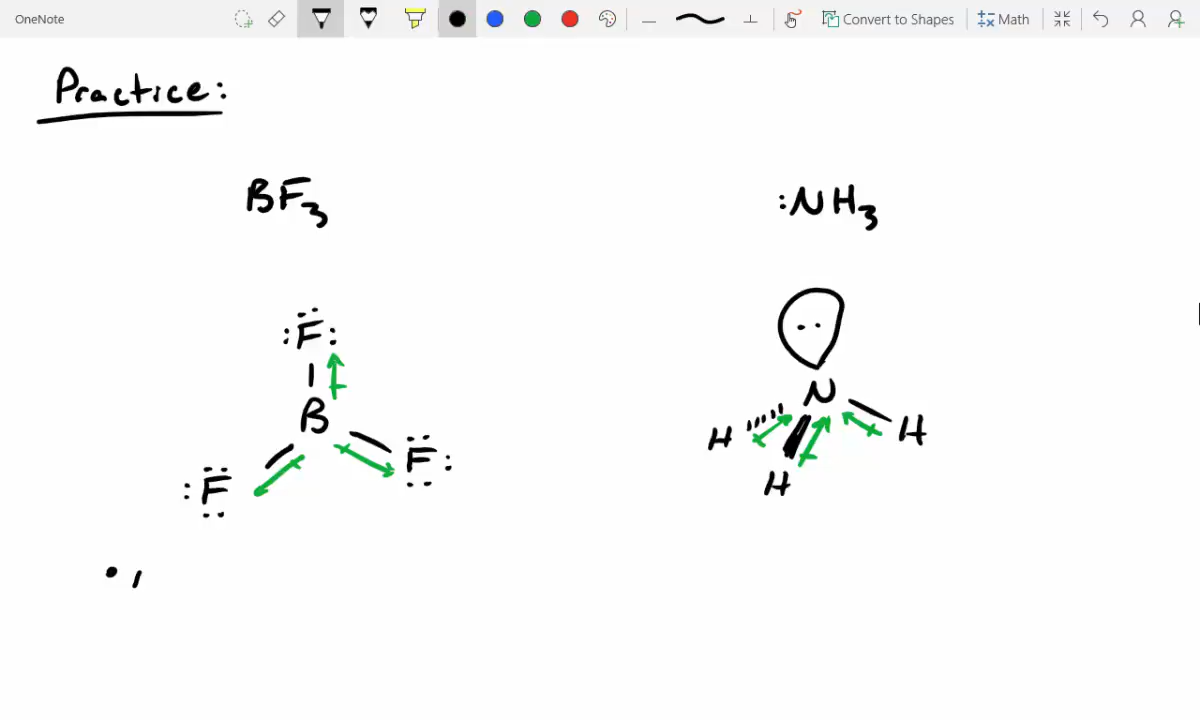 OneNote
Convert to Shapes
Math
Practice:
BF₃
:NH₃
:F:
B
:F
F:
N
H
H
H